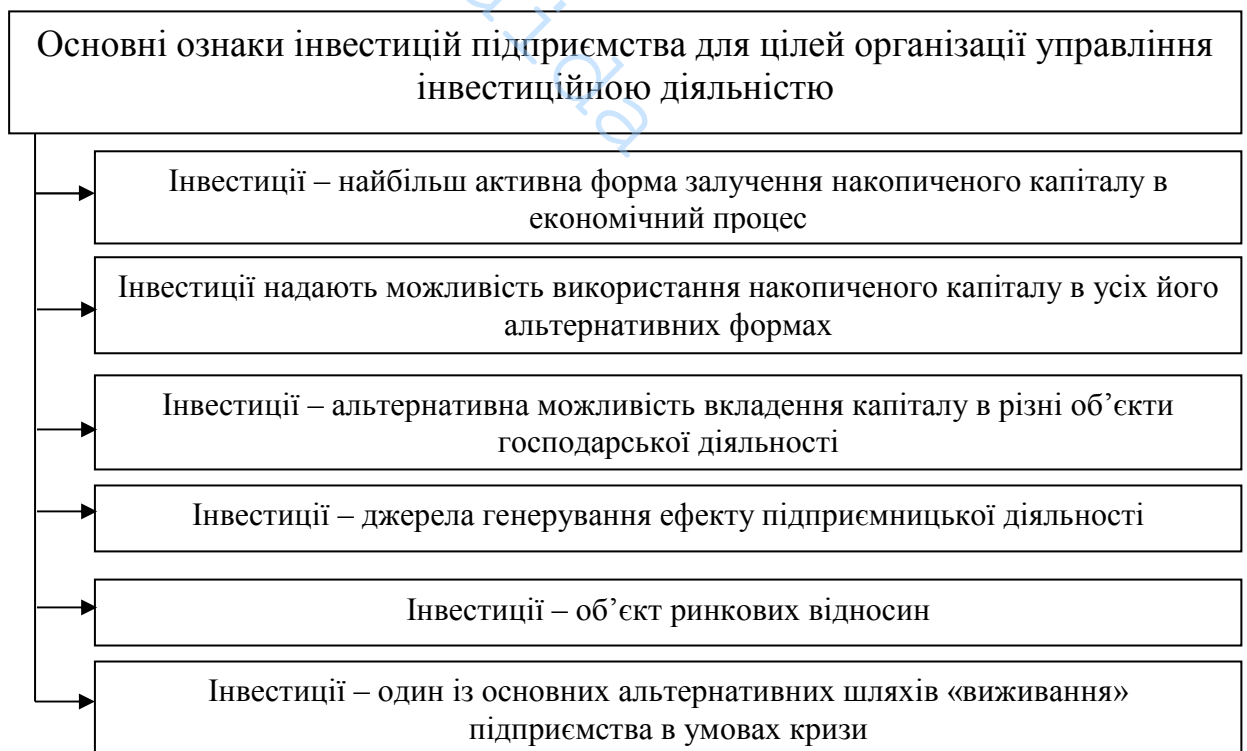 Основні ознаки інвестицій підприємства для цілей організації управління
інвестиційною діяльністю
Інвестиції – найбільш активна форма залучення накопиченого капіталу в
економічний процес
Інвестиції надають можливість використання накопиченого капіталу в усіх його
альтернативних формах
Інвестиції – альтернативна можливість вкладення капіталу в різні об’єкти
господарської діяльності
Інвестиції – джерела генерування ефекту підприємницької діяльності
Інвестиції – об’єкт ринкових відносин
Інвестиції – один із основних альтернативних шляхів «виживання»
підприємства в умовах кризи